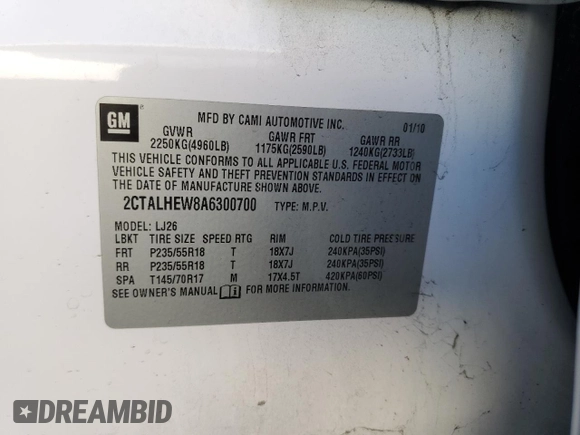 GM
MFD BY CAMI AUTOMOTIVE INC. 01/10
GVWR GAWR FRT GAWR RR
2250KG(4960LB) 1175KG(2590LB) 1240KG(2733LB)
THIS VEHICLE CONFORMS TO ALL APPLICABLE U.S. FEDERAL MOTOR
VEHICLE SAFETY AND THEFT PREVENTION STANDARDS IN EFFECT ON THE
DATE OF MANUFACTURE SHOWN ABOVE.
2CTALHEW8A6300700 TYPE: M.P.V.
MODEL: LJ26
LBKT TIRE SIZE SPEED RTG RIM COLD TIRE PRESSURE
FRT P235/55R18 T 18X7J 240KPA(35PSI)
RR P235/55R18 T 18X7J 240KPA(35PSI)
SPA T145/70R17 M 17X4.5T 420KPA(60PSI)
SEE OWNER'S MANUAL FOR MORE INFORMATION.
DREAMBID